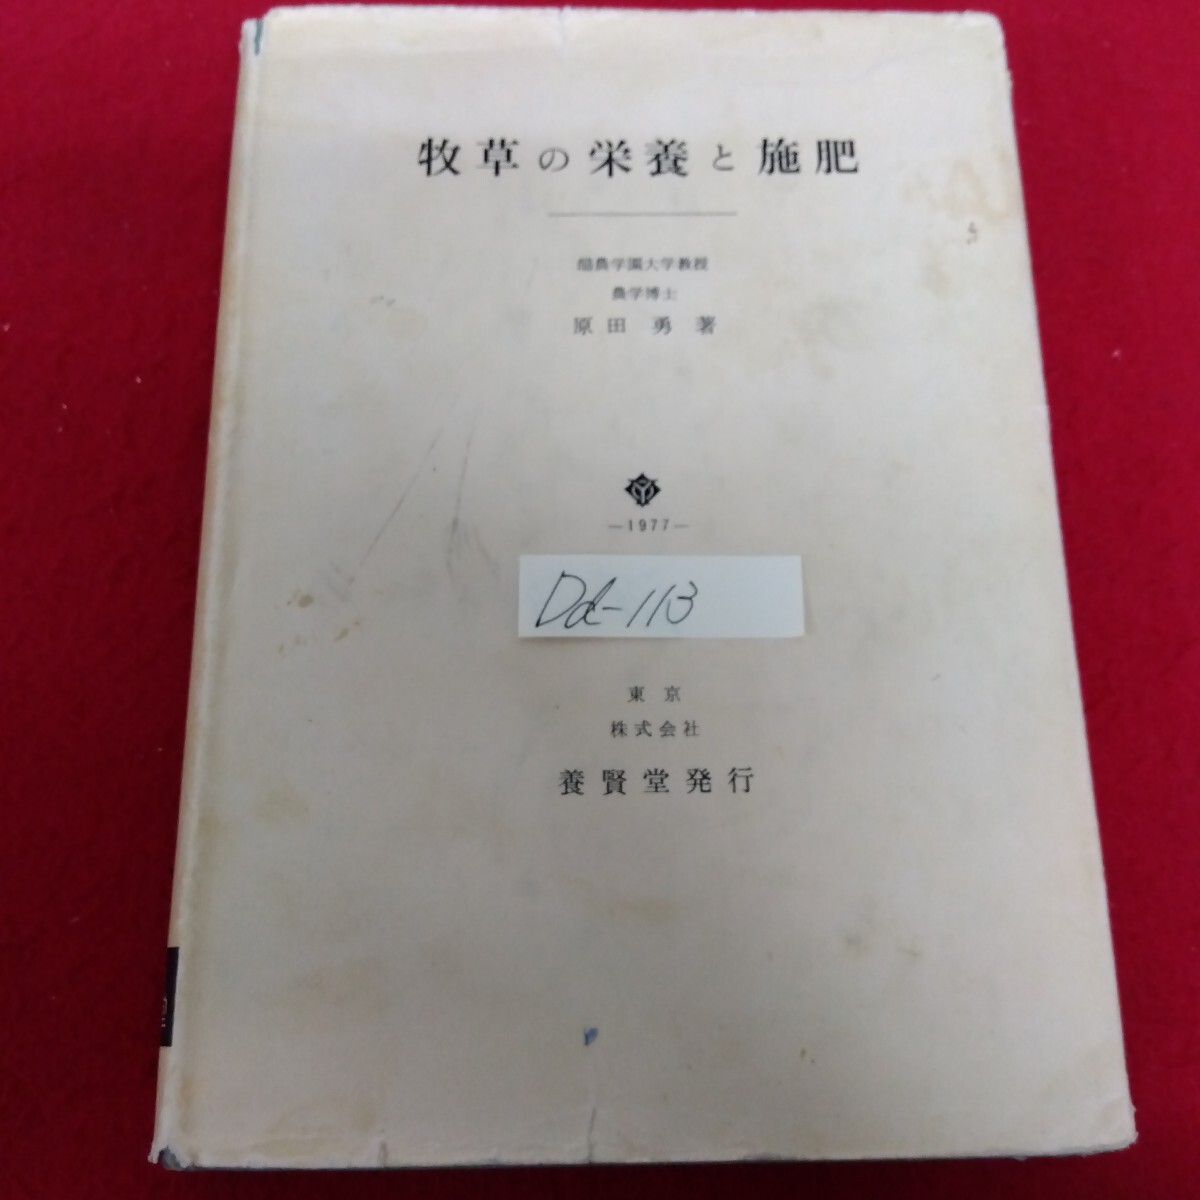 牧草の栄養と施肥
酪農学園大学教授
農学博士
原田勇著
—1977—
Dd-113
東京
株式会社
養賢堂発行